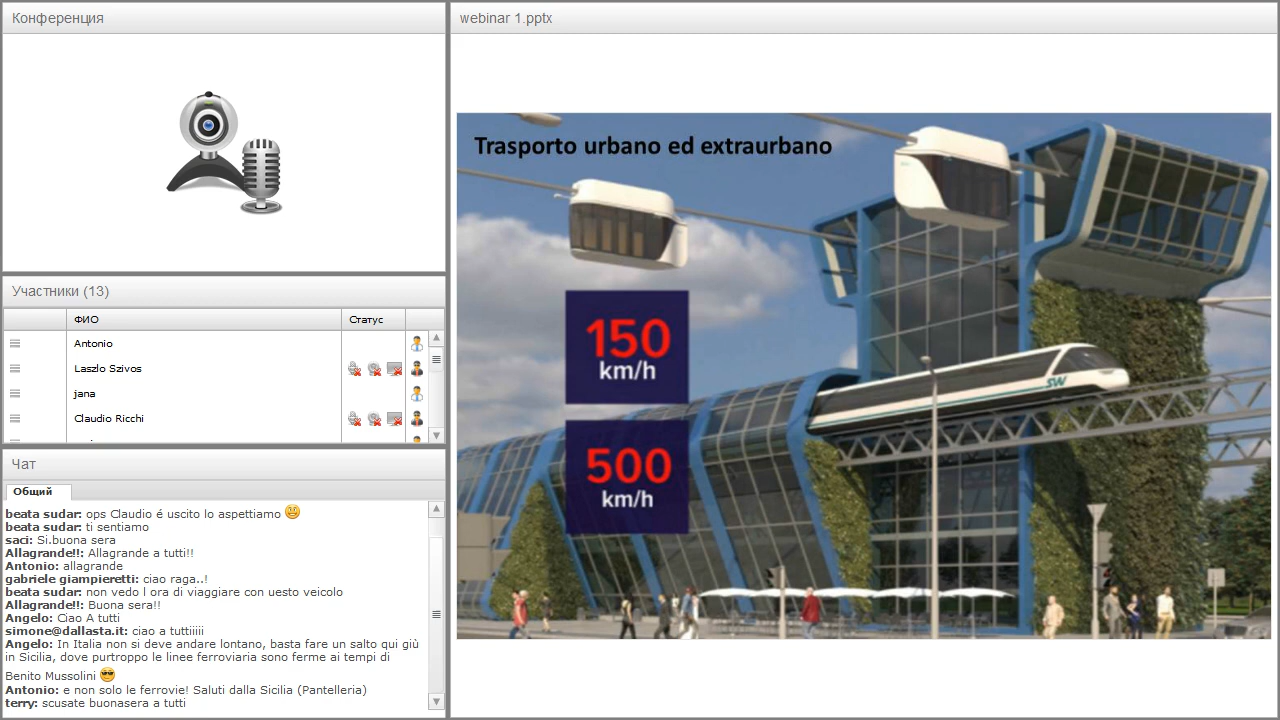 Конференция
Участники (13)
ФИО
Статус
Antonio
Laszlo Szivos
jana
Claudio Ricchi
Чат
Общий
beata sudar: ops Claudio é uscito lo aspettiamo
beata sudar: ti sentiamo
saci: Si.buona sera
Allagrande!!: Allagrande a tutti!!
Antonio: allagrande
gabriele giampieretti: ciao raga..!
beata sudar: non vedo l ora di viaggiare con uesto veicolo
Allagrande!!: Buona sera!!
Angelo: Ciao A tutti
simone@dallasta.it: ciao a tuttiiiii
Angelo: In Italia non si deve andare lontano, basta fare un salto qui giù
in Sicilia, dove purtroppo le linee ferroviaria sono ferme ai tempi di
Benito Mussolini
Antonio: e non solo le ferrovie! Saluti dalla Sicilia (Pantelleria)
terry: scusate buonasera a tutti
webinar 1.pptx
Trasporto urbano ed extraurbano
150
km/h
500
km/h
SW